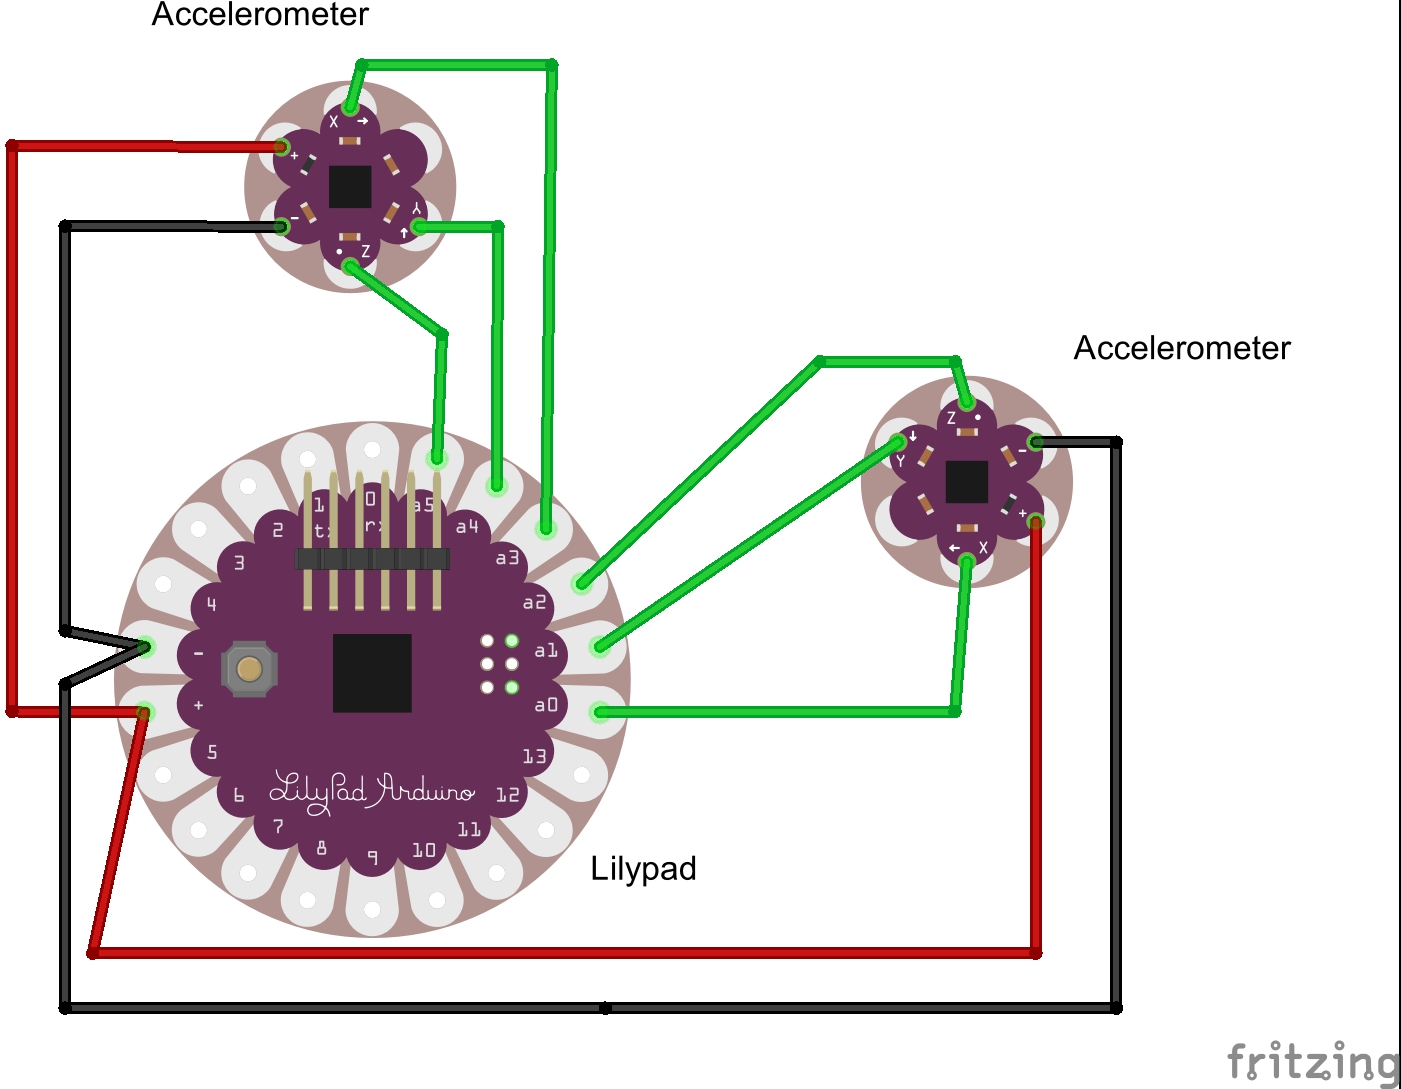 Accelerometer
X
+
-
Y
Z
Accelerometer
Z
Y
-
+
X
1
tx
0
a5
a4
2
a3
3
a2
4
a1
-
a0
+
13
5
12
6
11
7
10
8
9
LilyPad Arduino
Lilypad
fritzing